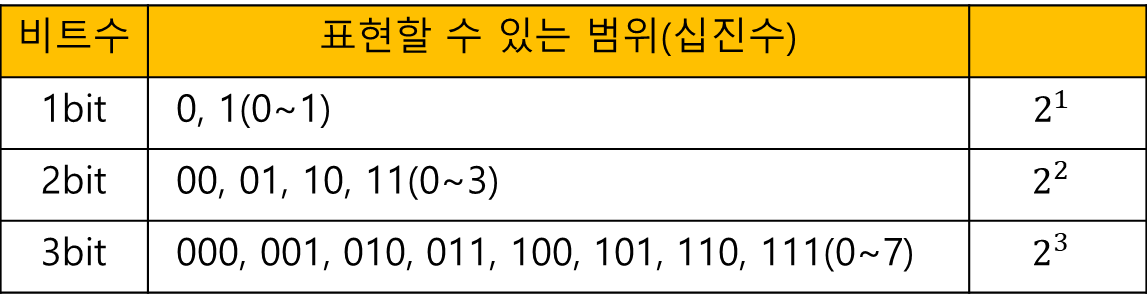 비트수 표현할 수 있는 범위(십진수)
1bit 0, 1(0~1) 2¹
2bit 00, 01, 10, 11(0~3) 2²
3bit 000, 001, 010, 011, 100, 101, 110, 111(0~7) 2³